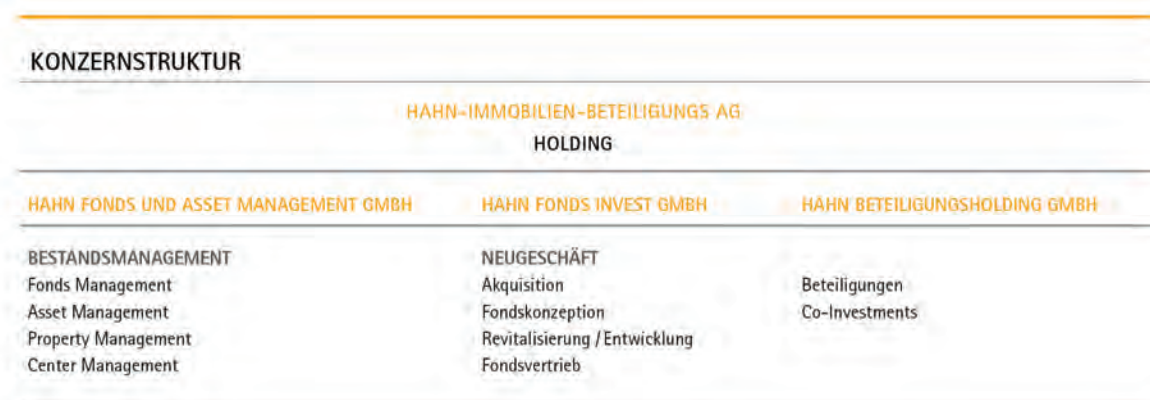 KONZERNSTRUKTUR
HAHN-IMMOBILIEN-BETEILIGUNGS AG
HOLDING
HAHN FONDS UND ASSET MANAGEMENT GMBH
HAHN FONDS INVEST GMBH
HAHN BETEILIGUNGSHOLDING GMBH
BESTANDSMANAGEMENT
Fonds Management
Asset Management
Property Management
Center Management
NEUGESCHÄFT
Akquisition
Fondskonzeption
Revitalisierung / Entwicklung
Fondsvertrieb
Beteiligungen
Co-Investments